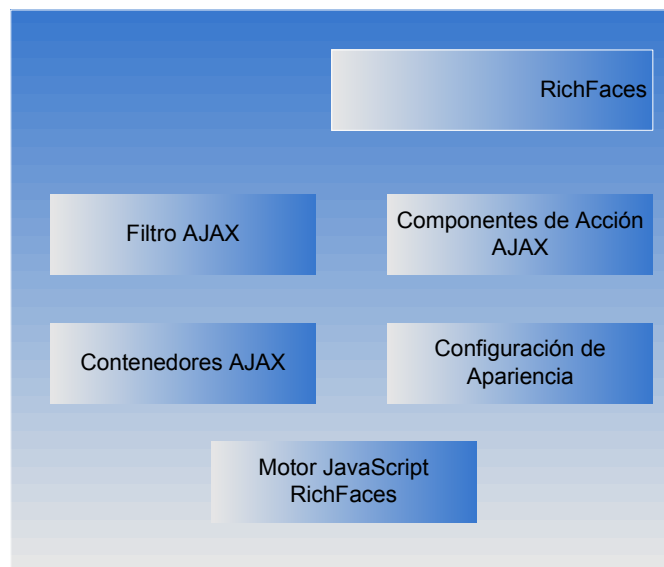 RichFaces
Filtro AJAX
Componentes de Acción
AJAX
Contenedores AJAX
Configuración de
Apariencia
Motor JavaScript
RichFaces